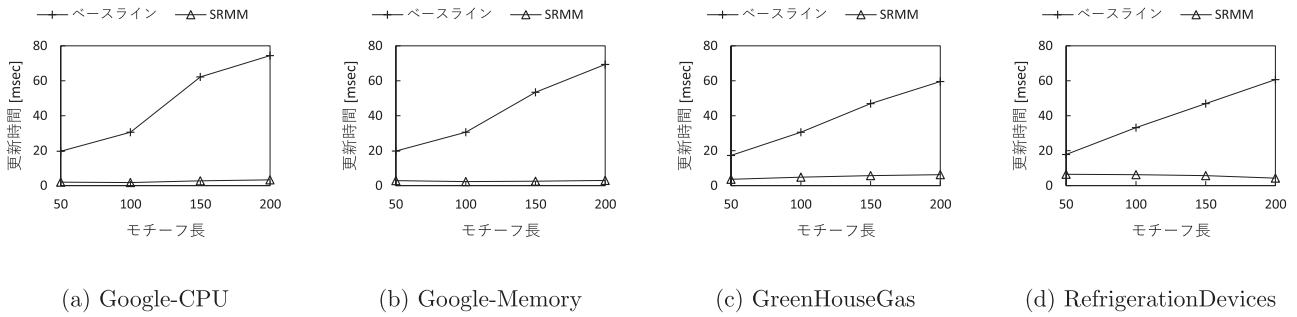 ベースライン SRMM
80
60
40
20
0
更新時間 [msec]
50 100 150 200
モチーフ長
(a) Google-CPU
ベースライン SRMM
80
60
40
20
0
更新時間 [msec]
50 100 150 200
モチーフ長
(b) Google-Memory
ベースライン SRMM
80
60
40
20
0
更新時間 [msec]
50 100 150 200
モチーフ長
(c) GreenHouseGas
ベースライン SRMM
80
60
40
20
0
更新時間 [msec]
50 100 150 200
モチーフ長
(d) RefrigerationDevices